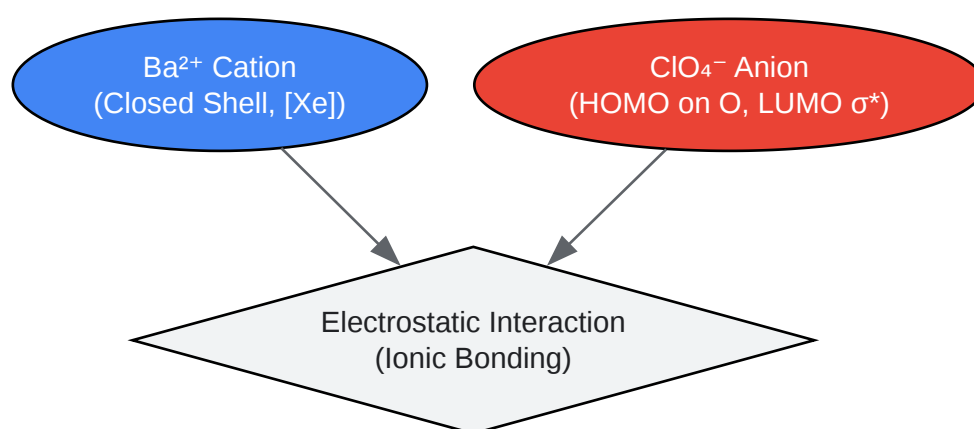 Ba²⁺ Cation
(Closed Shell, [Xe])
ClO₄⁻ Anion
(HOMO on O, LUMO σ*)
Electrostatic Interaction
(Ionic Bonding)